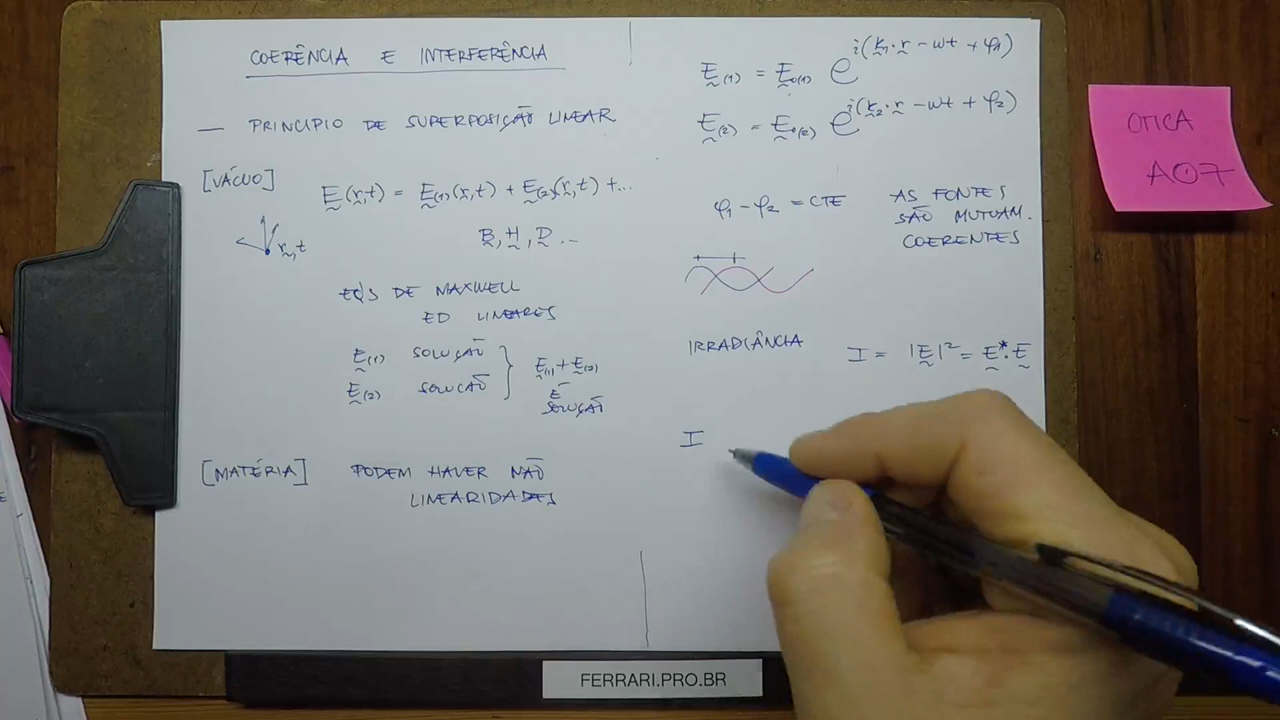 COERÊNCIA E INTERFERÊNCIA
— PRINCIPIO DE SUPERPOSIÇÃO LINEAR
[VÁCUO]
E(r,t) = E(1)(r,t) + E(2)(r,t) + ...
r,t
B, H, D ...
EQ'S DE MAXWELL
ED LINEARES
E(1) SOLUÇÃO
E(2) SOLUCAÕ
} E(1) + E(2)
É
SOLUÇÃO
[MATÉRIA] PODEM HAVER NÃO
LINEARIDADES
E(1) = E0(1) e^i(k1·r − ωt + φ1)
E(2) = E0(2) e^i(k2·r − ωt + φ2)
φ1 − φ2 = CTE
AS FONTES
SÃO MUTUAM.
COERENTES
IRRADIÂNCIA
I = |E|² = E*·E
I
OTICA
A07
FERRARI.PRO.BR